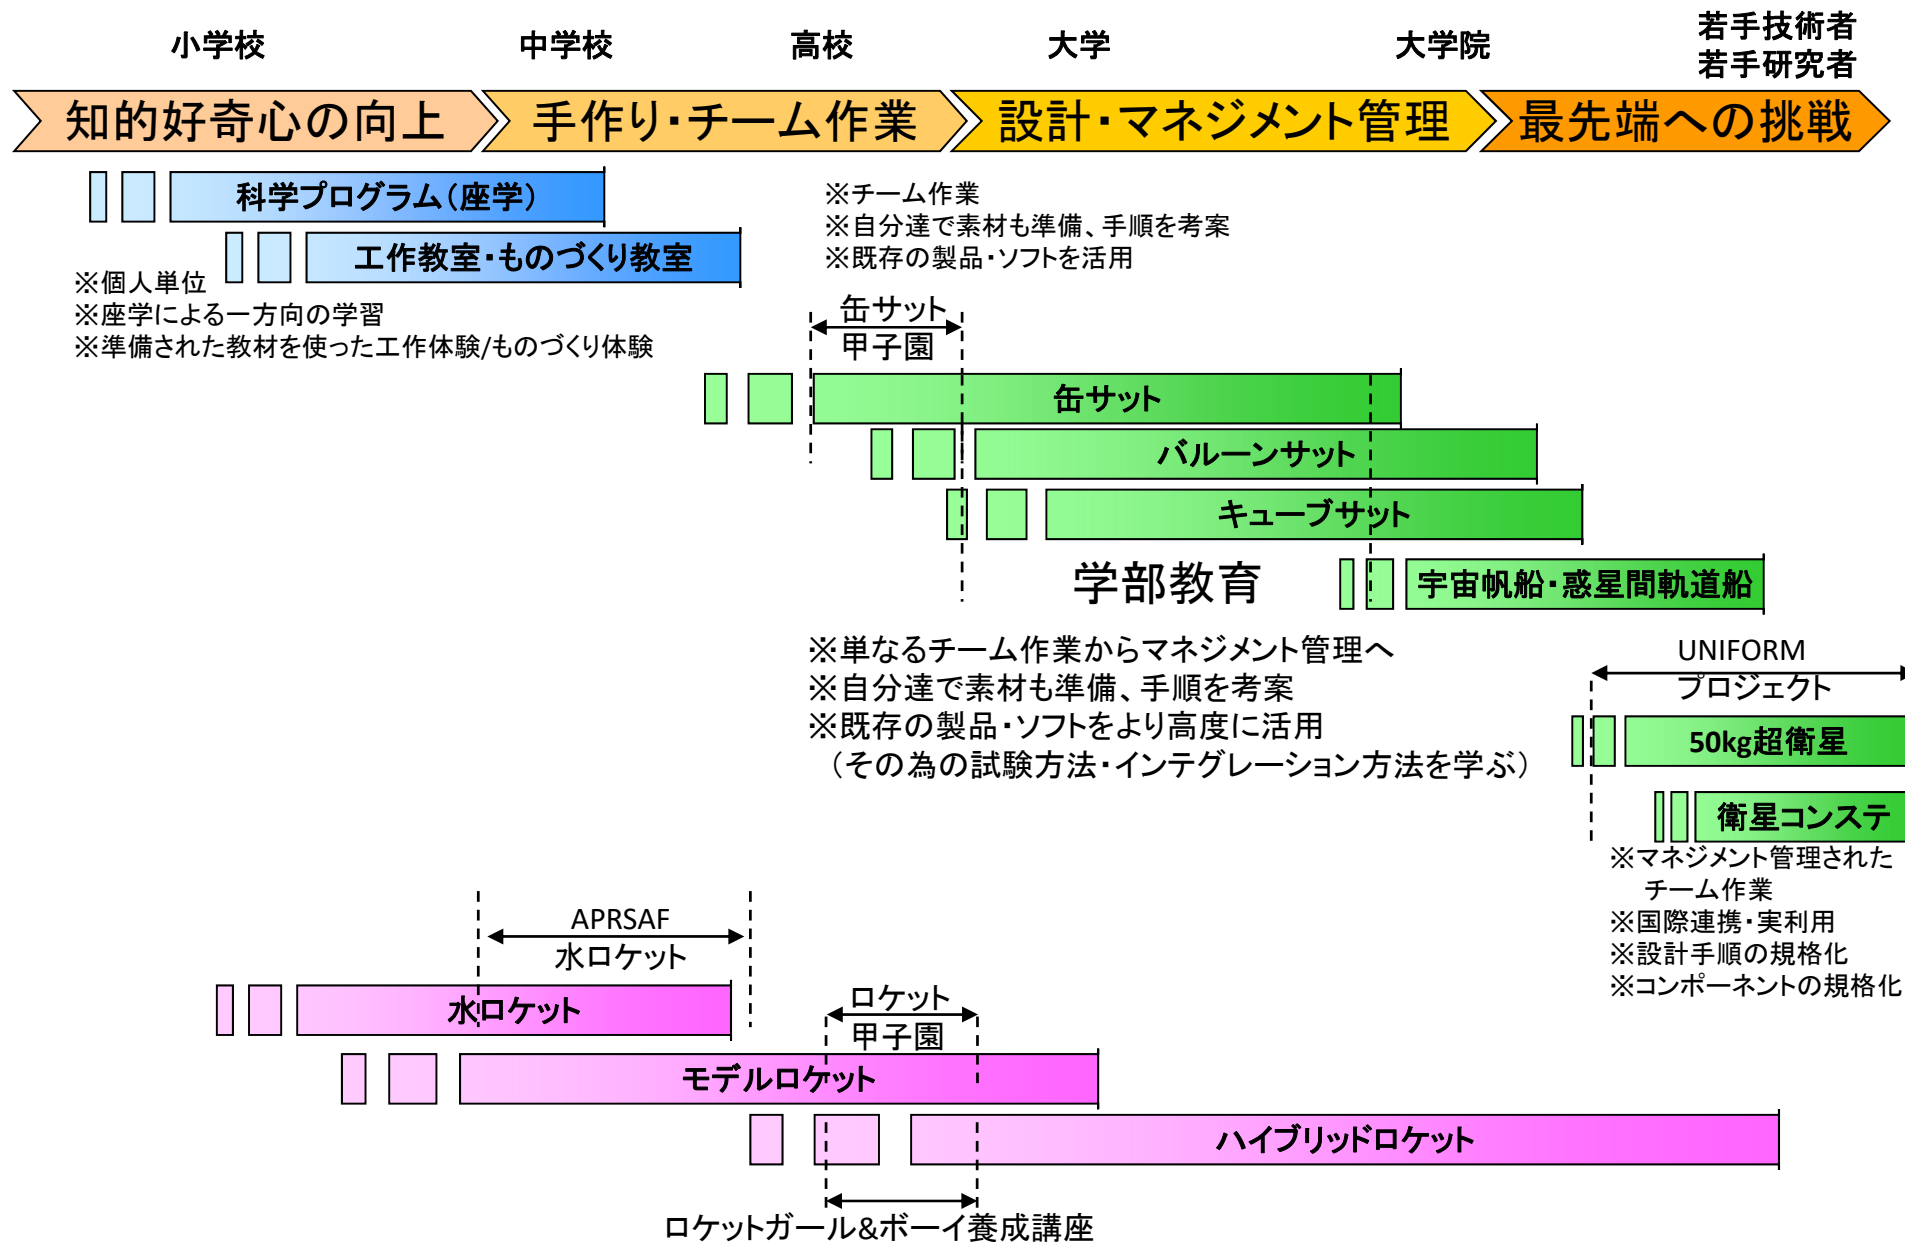 小学校
中学校
高校
大学
大学院
若手技術者
若手研究者
知的好奇心の向上
手作り・チーム作業
設計・マネジメント管理
最先端への挑戦
科学プログラム（座学）
工作教室・ものづくり教室
※個人単位
※座学による一方向の学習
※準備された教材を使った工作体験/ものづくり体験
※チーム作業
※自分達で素材も準備、手順を考案
※既存の製品・ソフトを活用
缶サット
甲子園
缶サット
バルーンサット
キューブサット
学部教育
宇宙帆船・惑星間軌道船
※単なるチーム作業からマネジメント管理へ
※自分達で素材も準備、手順を考案
※既存の製品・ソフトをより高度に活用
（その為の試験方法・インテグレーション方法を学ぶ）
UNIFORM
プロジェクト
50kg超衛星
衛星コンステ
※マネジメント管理された
チーム作業
※国際連携・実利用
※設計手順の規格化
※コンポーネントの規格化
APRSAF
水ロケット
水ロケット
ロケット
甲子園
モデルロケット
ハイブリッドロケット
ロケットガール&ボーイ養成講座